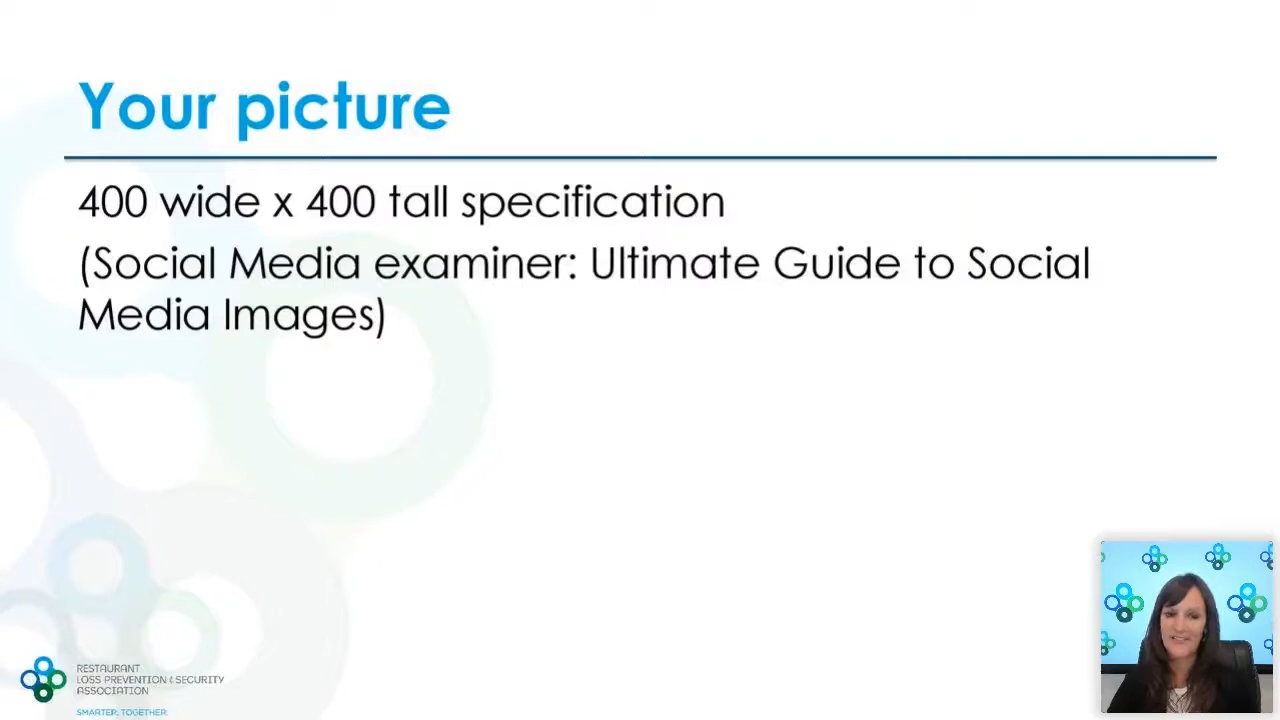 Your picture
400 wide x 400 tall specification
(Social Media examiner: Ultimate Guide to Social
Media Images)
RESTAURANT
LOSS PREVENTION & SECURITY
ASSOCIATION
SMARTER. TOGETHER.